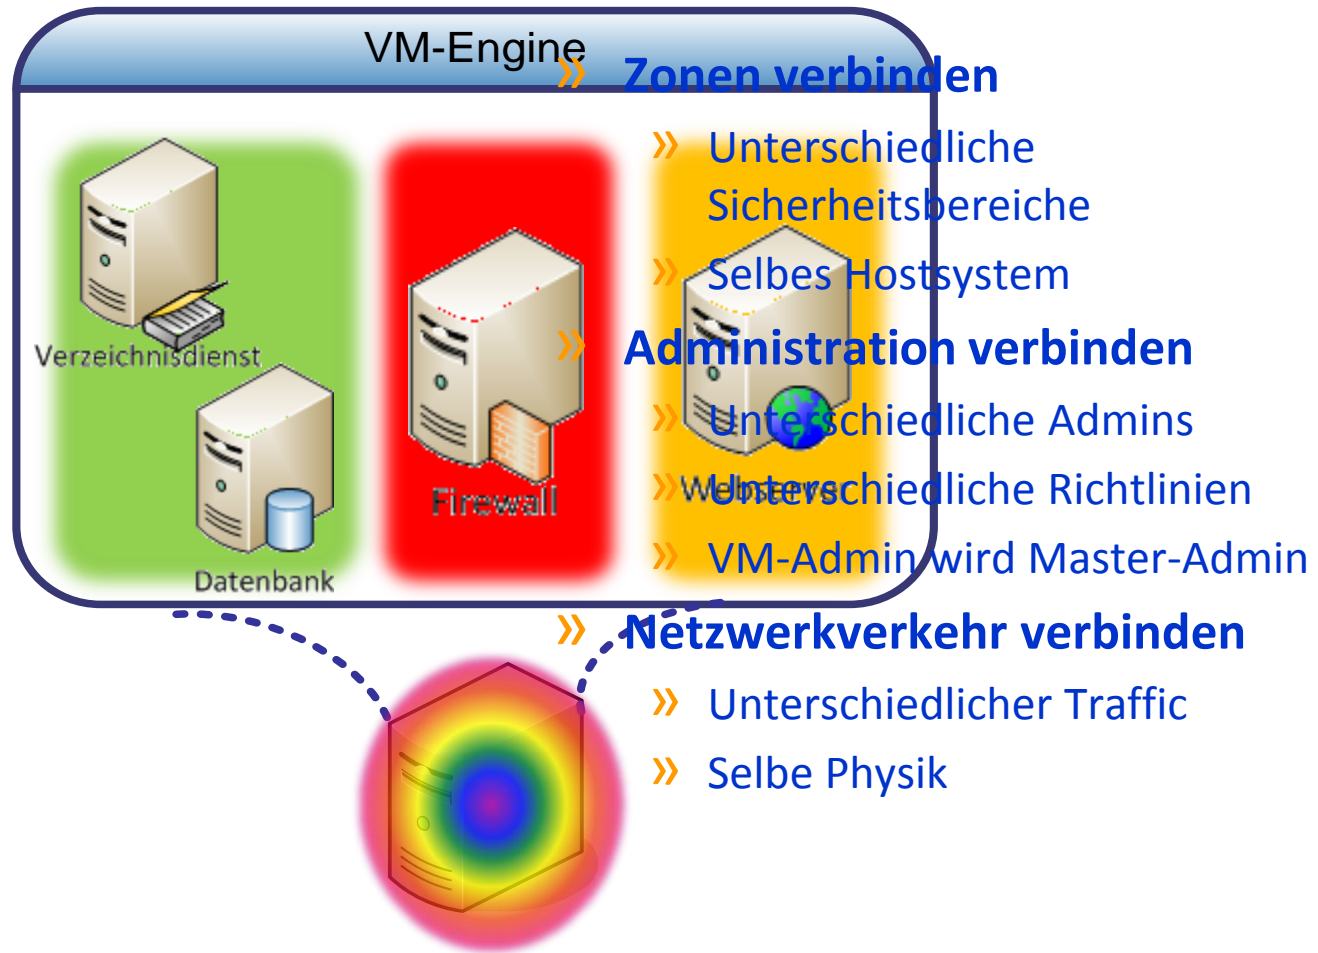 VM-Engine
Verzeichnisdienst
Datenbank
Firewall
Webserver
» Zonen verbinden
» Unterschiedliche
Sicherheitsbereiche
» Selbes Hostsystem
» Administration verbinden
» Unterschiedliche Admins
» Unterschiedliche Richtlinien
» VM-Admin wird Master-Admin
» Netzwerkverkehr verbinden
» Unterschiedlicher Traffic
» Selbe Physik